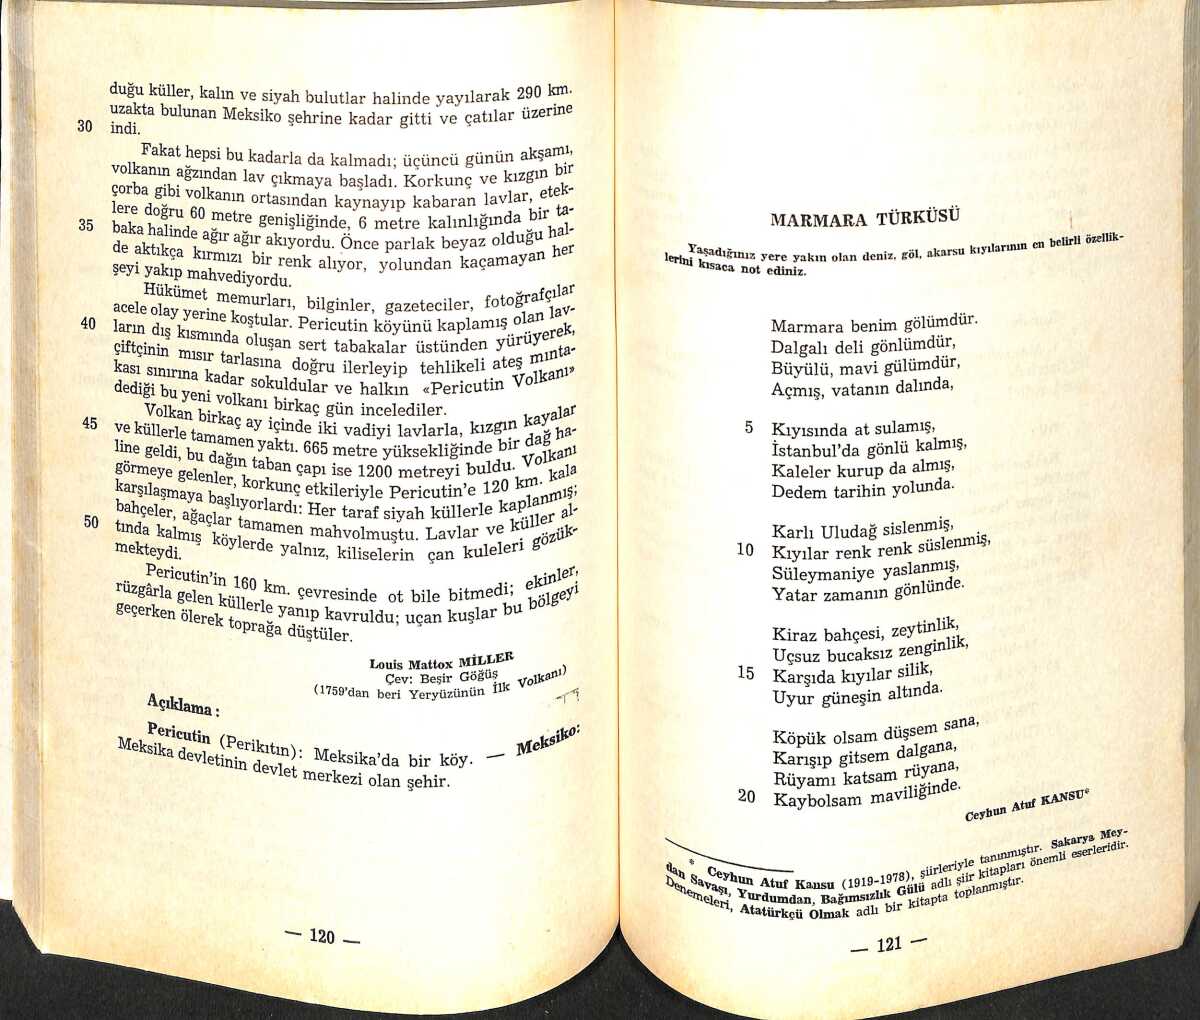 duğu küller, kalın ve siyah bulutlar halinde yayılarak 290 km.
uzakta bulunan Meksiko şehrine kadar gitti ve çatılar üzerine
30 indi.
Fakat hepsi bu kadarla da kalmadı; üçüncü günün akşamı,
volkanın ağzından lav çıkmaya başladı. Korkunç ve kızgın bir
çorba gibi volkanın ortasından kaynayıp kabaran lavlar, etek-
lere doğru 60 metre genişliğinde, 6 metre kalınlığında bir ta-
35 baka halinde ağır ağır akıyordu. Önce parlak beyaz olduğu hal-
de aktıkça kırmızı bir renk alıyor, yolundan kaçamayan her
şeyi yakıp mahvediyordu.
Hükümet memurları, bilginler, gazeteciler, fotoğrafçılar
acele olay yerine koştular. Pericutin köyünü kaplamış olan lav-
40 ların dış kısmında oluşan sert tabakalar üstünden yürüyerek,
çiftçinin mısır tarlasına doğru ilerleyip tehlikeli ateş mınta-
kası sınırına kadar sokuldular ve halkın «Pericutin Volkanı»
dediği bu yeni volkanı birkaç gün incelediler.
Volkan birkaç ay içinde iki vadiyi lavlarla, kızgın kayalar
45 ve küllerle tamamen yaktı. 665 metre yüksekliğinde bir dağ ha-
line geldi, bu dağın taban çapı ise 1200 metreyi buldu. Volkanı
görmeye gelenler, korkunç etkileriyle Pericutin'e 120 km. kala
karşılaşmaya başlıyorlardı: Her taraf siyah küllerle kaplanmış;
bahçeler, ağaçlar tamamen mahvolmuştu. Lavlar ve küller al-
50 tında kalmış köylerde yalnız, kiliselerin çan kuleleri gözük-
mekteydi.
Pericutin'in 160 km. çevresinde ot bile bitmedi; ekinler,
rüzgârla gelen küllerle yanıp kavruldu; uçan kuşlar bu bölgeyi
geçerken ölerek toprağa düştüler.
Louis Mattox MİLLER
Çev: Beşir Göğüş
(1759'dan beri Yeryüzünün İlk Volkanı)
Açıklama :
Pericutin (Perikıtın): Meksika'da bir köy. — Meksiko:
Meksika devletinin devlet merkezi olan şehir.
— 120 —
MARMARA TÜRKÜSÜ
Yaşadığınız yere yakın olan deniz, göl, akarsu kıyılarının en belirli özellik-
lerini kısaca not ediniz.
Marmara benim gölümdür.
Dalgalı deli gönlümdür,
Büyülü, mavi gülümdür,
Açmış, vatanın dalında,
5 Kıyısında at sulamış,
İstanbul'da gönlü kalmış,
Kaleler kurup da almış,
Dedem tarihin yolunda.
Karlı Uludağ sislenmiş,
10 Kıyılar renk renk süslenmiş,
Süleymaniye yaslanmış,
Yatar zamanın gönlünde.
Kiraz bahçesi, zeytinlik,
Uçsuz bucaksız zenginlik,
15 Karşıda kıyılar silik,
Uyur güneşin altında.
Köpük olsam düşsem sana,
Karışıp gitsem dalgana,
Rüyamı katsam rüyana,
20 Kaybolsam maviliğinde.
Ceyhun Atuf KANSU*
* Ceyhun Atuf Kansu (1919-1978), şiirleriyle tanınmıştır. Sakarya Mey-
dan Savaşı, Yurdumdan, Bağımsızlık Gülü adlı şiir kitapları önemli eserleridir.
Denemeleri, Atatürkçü Olmak adlı bir kitapta toplanmıştır.
— 121 —